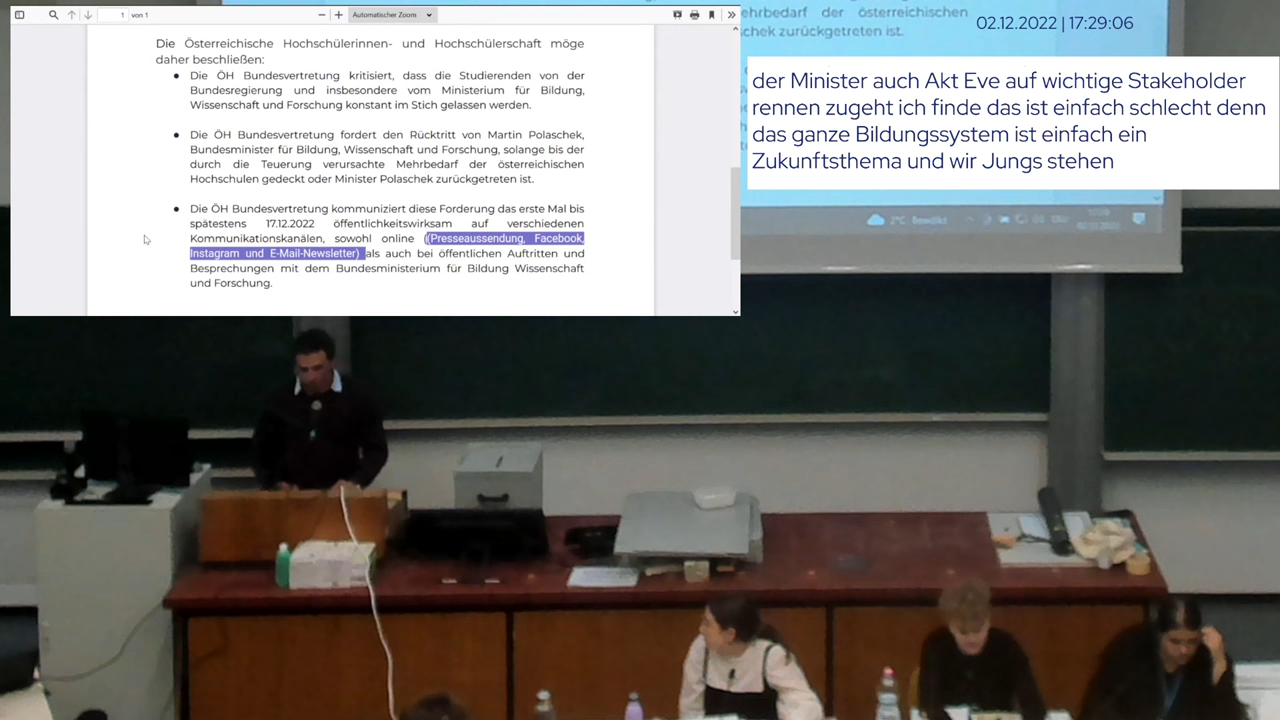 1 von 1
Automatischer Zoom
Die Österreichische Hochschülerinnen- und Hochschülerschaft möge
daher beschließen:
● Die ÖH Bundesvertretung kritisiert, dass die Studierenden von der
Bundesregierung und insbesondere vom Ministerium für Bildung,
Wissenschaft und Forschung konstant im Stich gelassen werden.
● Die ÖH Bundesvertretung fordert den Rücktritt von Martin Polaschek,
Bundesminister für Bildung, Wissenschaft und Forschung, solange bis der
durch die Teuerung verursachte Mehrbedarf der österreichischen
Hochschulen gedeckt oder Minister Polaschek zurückgetreten ist.
● Die ÖH Bundesvertretung kommuniziert diese Forderung das erste Mal bis
spätestens 17.12.2022 öffentlichkeitswirksam auf verschiedenen
Kommunikationskanälen, sowohl online ((Presseaussendung, Facebook,
Instagram und E-Mail-Newsletter) als auch bei öffentlichen Auftritten und
Besprechungen mit dem Bundesministerium für Bildung Wissenschaft
und Forschung.
ehrbedarf der österreichischen
schek zurückgetreten ist.
02.12.2022 | 17:29:06
der Minister auch Akt Eve auf wichtige Stakeholder
rennen zugeht ich finde das ist einfach schlecht denn
das ganze Bildungssystem ist einfach ein
Zukunftsthema und wir Jungs stehen
2°C Bewölkt